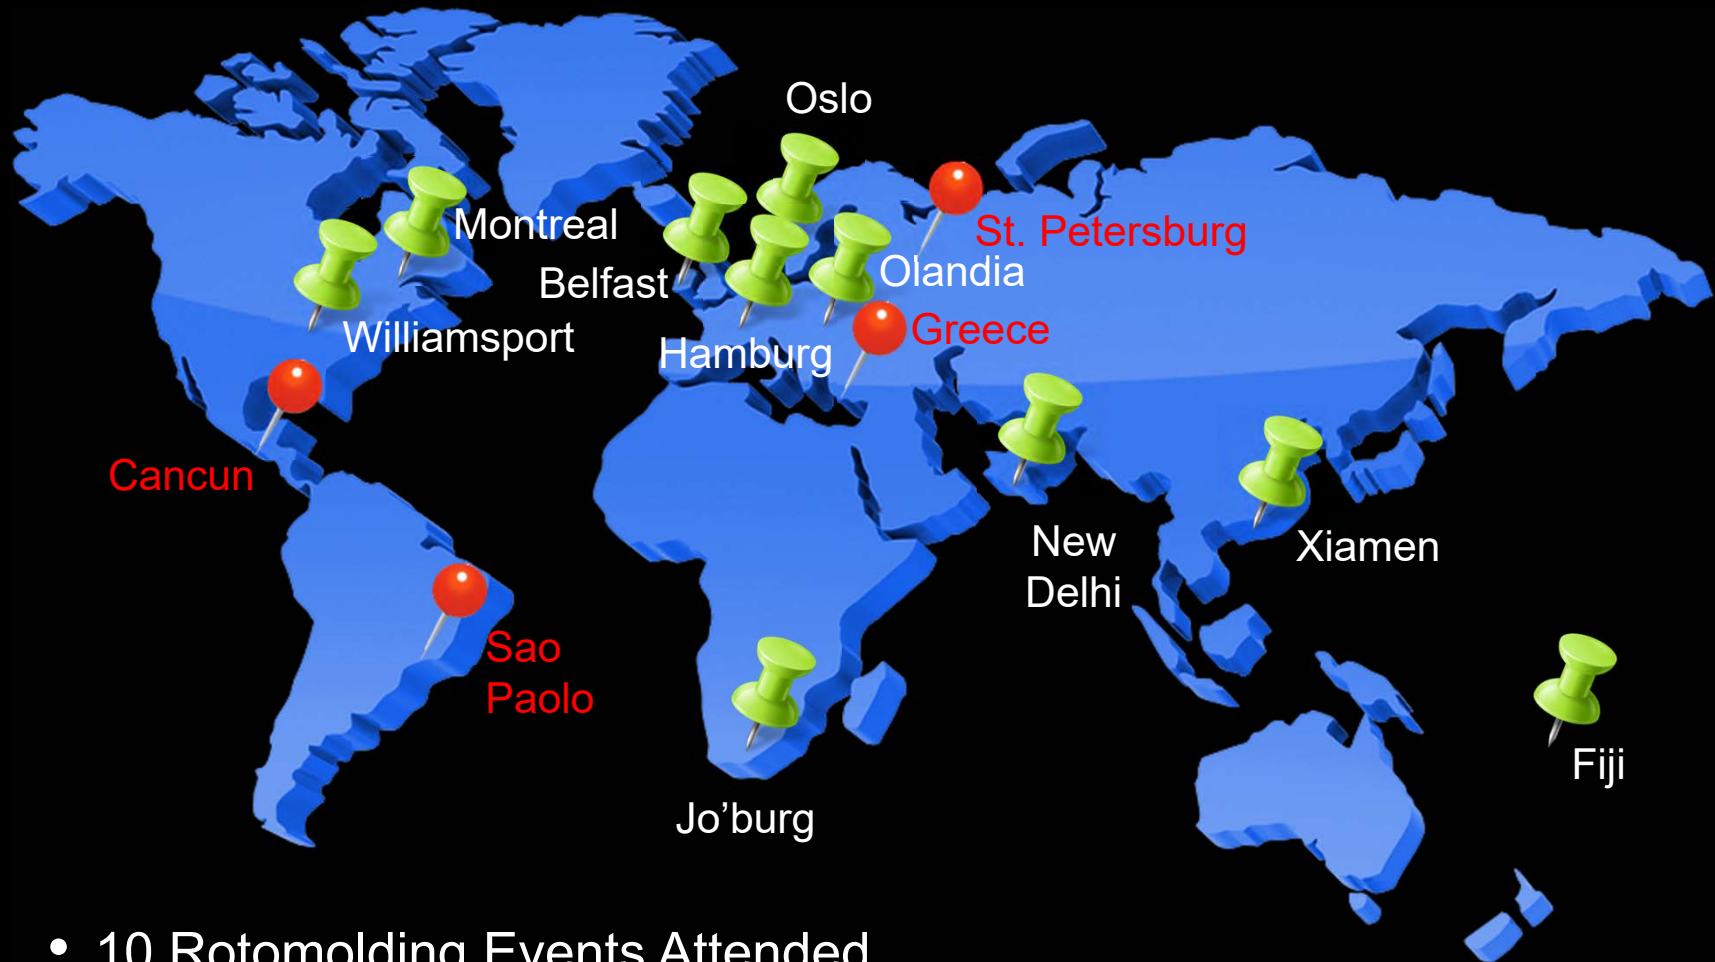 Oslo
Montreal
St. Petersburg
Belfast
Olandia
Williamsport
Hamburg
Greece
Cancun
New
Delhi
Xiamen
Sao
Paolo
Fiji
Jo’burg
• 10 Rotomolding Events Attended